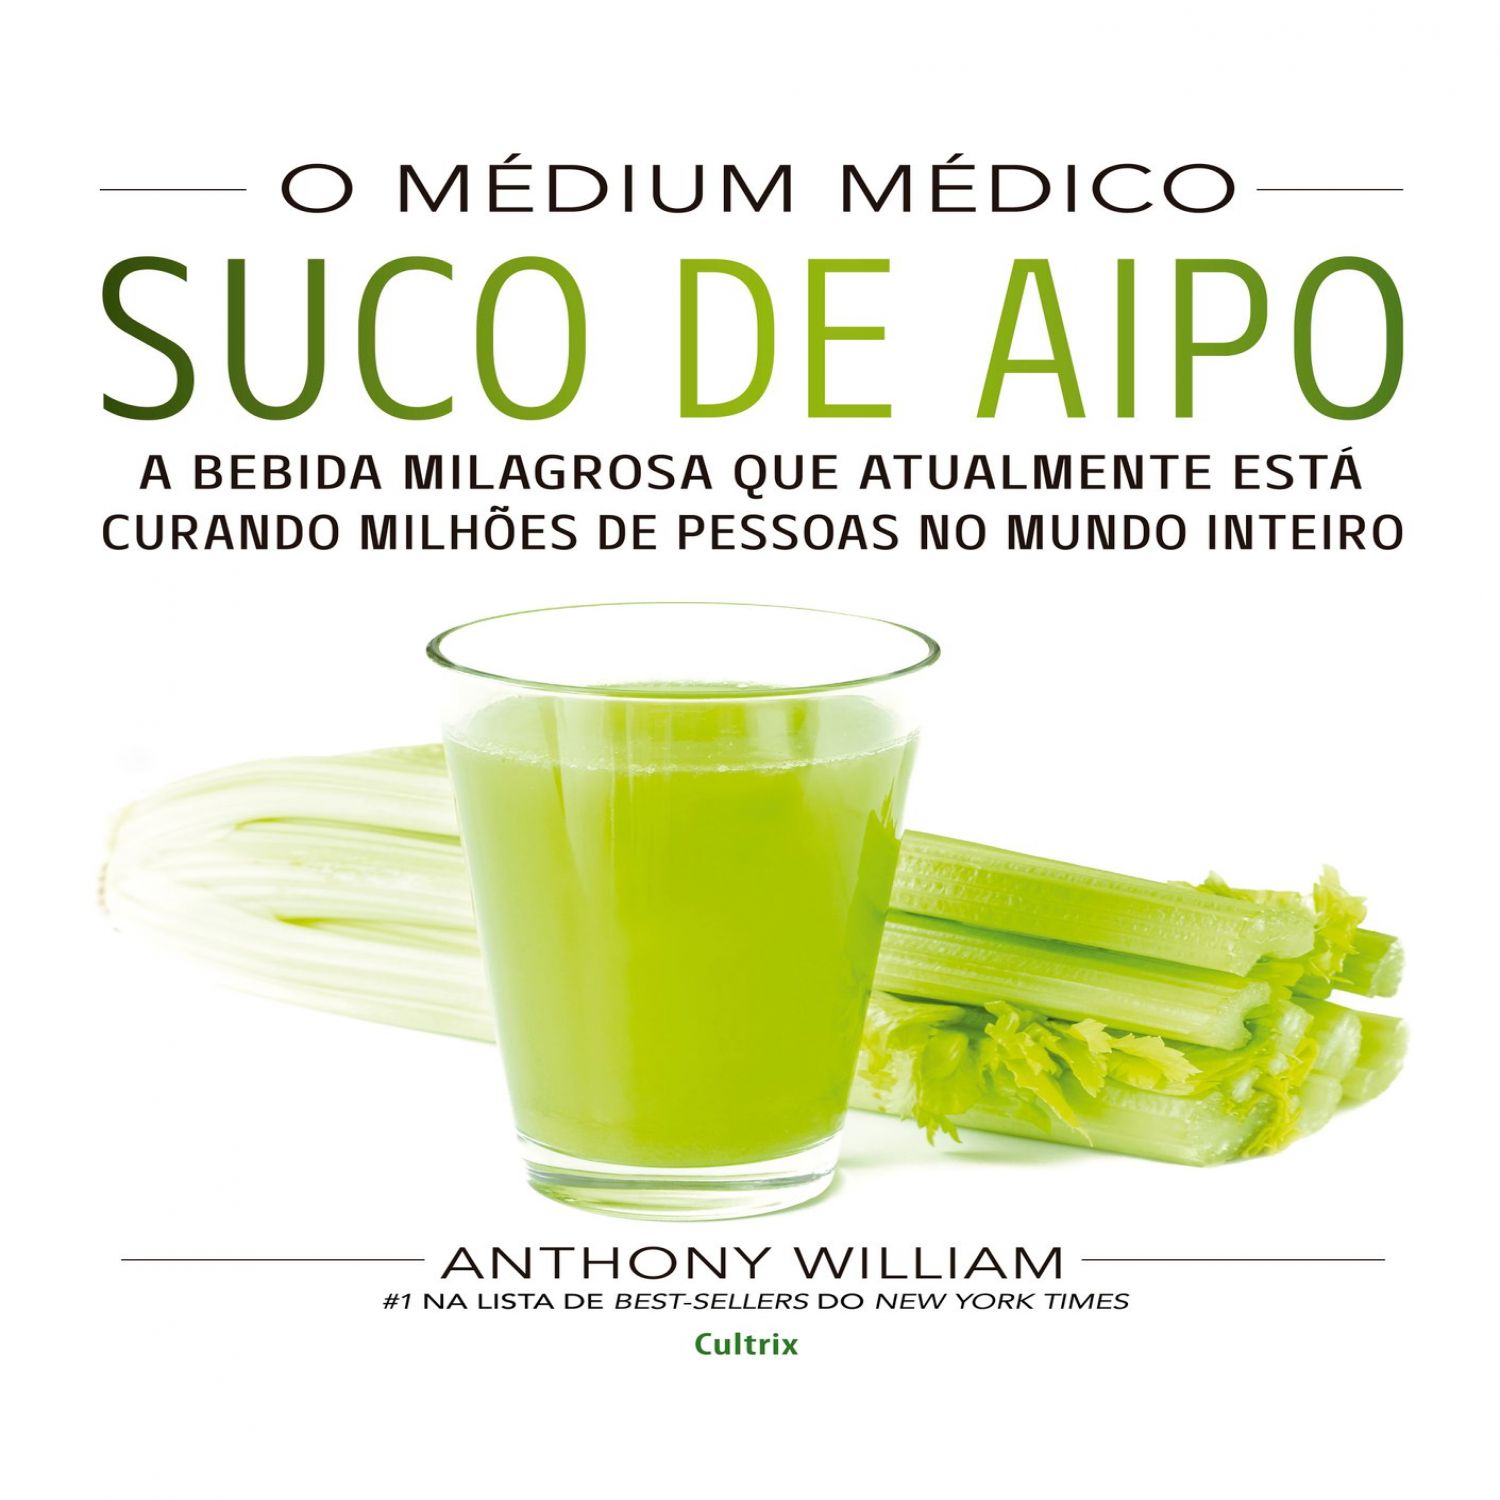 O MÉDIUM MÉDICO
SUCO DE AIPO
A BEBIDA MILAGROSA QUE ATUALMENTE ESTÁ
CURANDO MILHÕES DE PESSOAS NO MUNDO INTEIRO
ANTHONY WILLIAM
#1 NA LISTA DE BEST-SELLERS DO NEW YORK TIMES
Cultrix